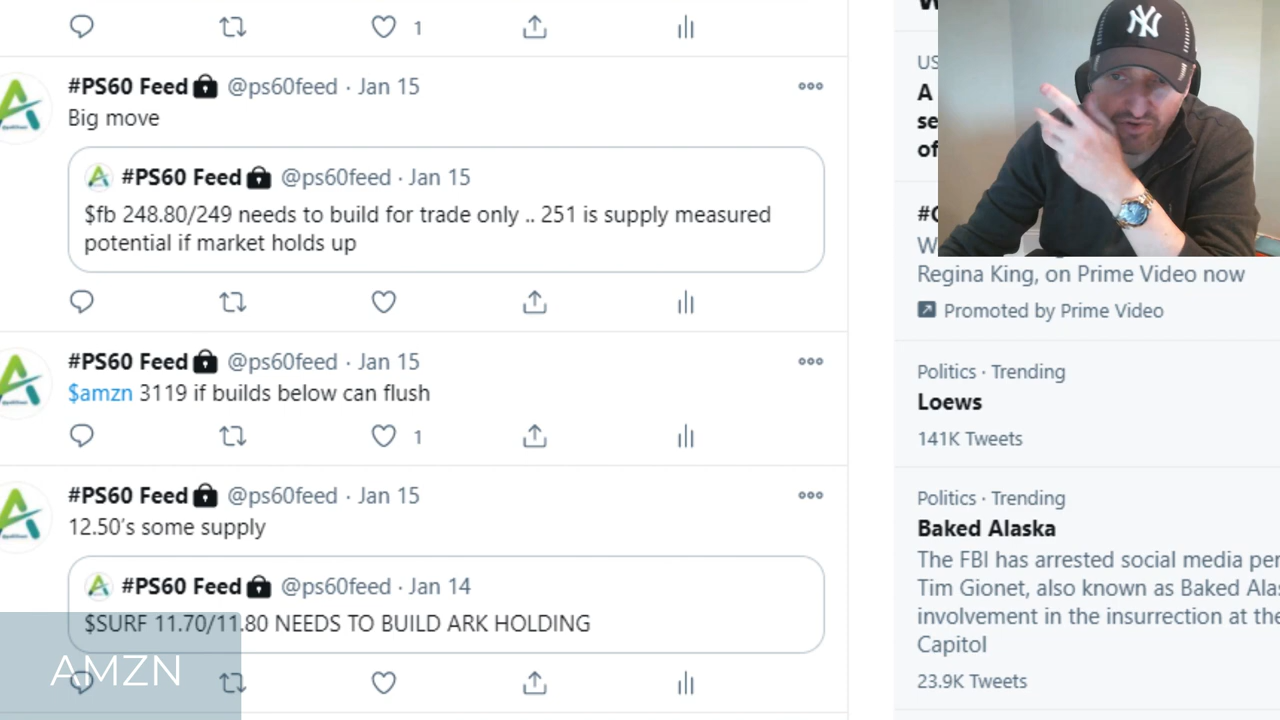 1
#PS60 Feed @ps60feed · Jan 15
Big move
#PS60 Feed @ps60feed · Jan 15
$fb 248.80/249 needs to build for trade only .. 251 is supply measured
potential if market holds up
#PS60 Feed @ps60feed · Jan 15
$amzn 3119 if builds below can flush
1
#PS60 Feed @ps60feed · Jan 15
12.50's some supply
#PS60 Feed @ps60feed · Jan 14
$SURF 11.70/11.80 NEEDS TO BUILD ARK HOLDING
AMZN
US
A
se
of
NY
Regina King, on Prime Video now
Promoted by Prime Video
Politics · Trending
Loews
141K Tweets
Politics · Trending
Baked Alaska
The FBI has arrested social media per
Tim Gionet, also known as Baked Alas
involvement in the insurrection at the
Capitol
23.9K Tweets